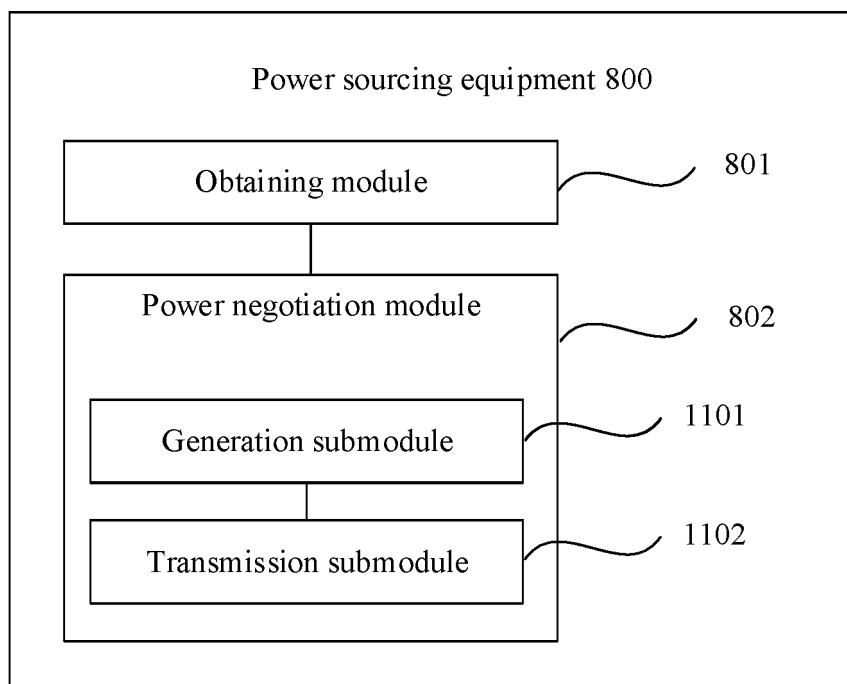 Power sourcing equipment 800
Obtaining module
801
Power negotiation module
802
Generation submodule
1101
Transmission submodule
1102